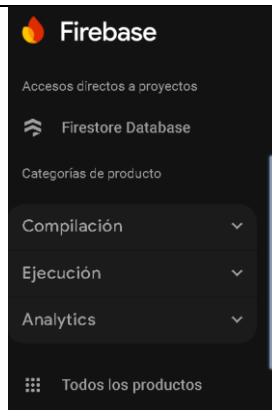 Firebase
Accesos directos a proyectos
Firestore Database
Categorías de producto
Compilación
Ejecución
Analytics
Todos los productos